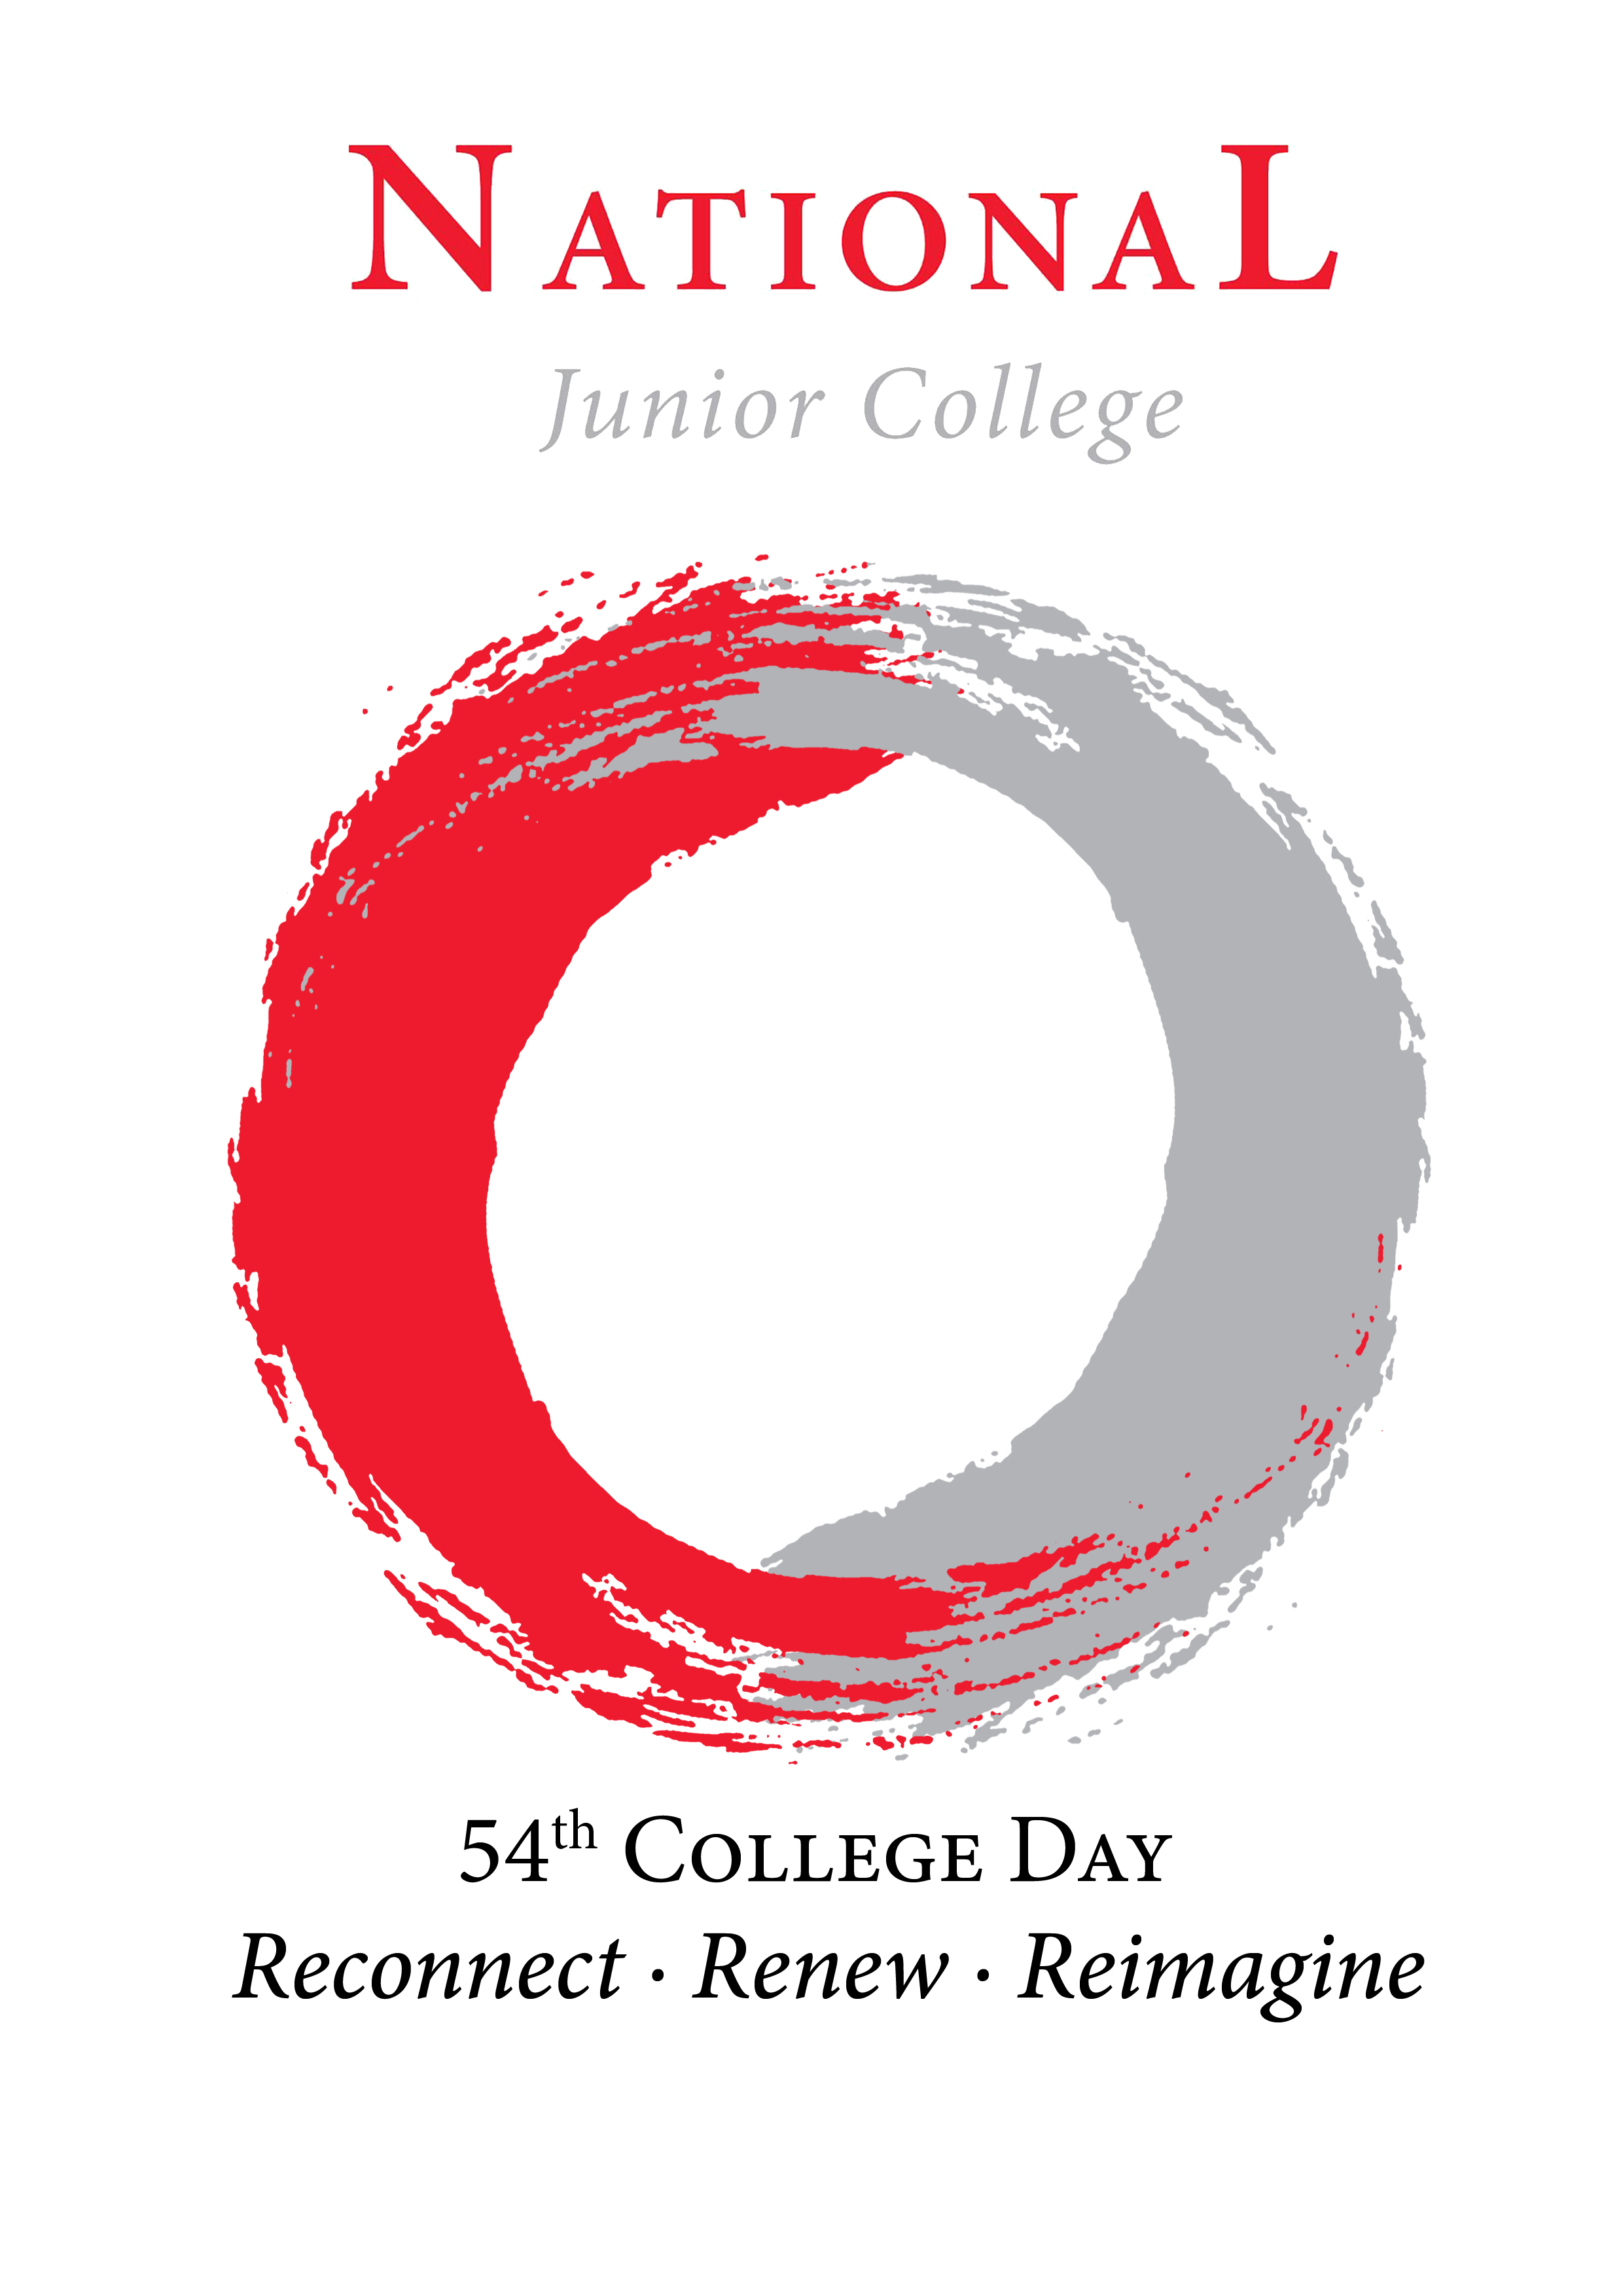 NATIONAL
Junior College
54th COLLEGE DAY
Reconnect · Renew · Reimagine